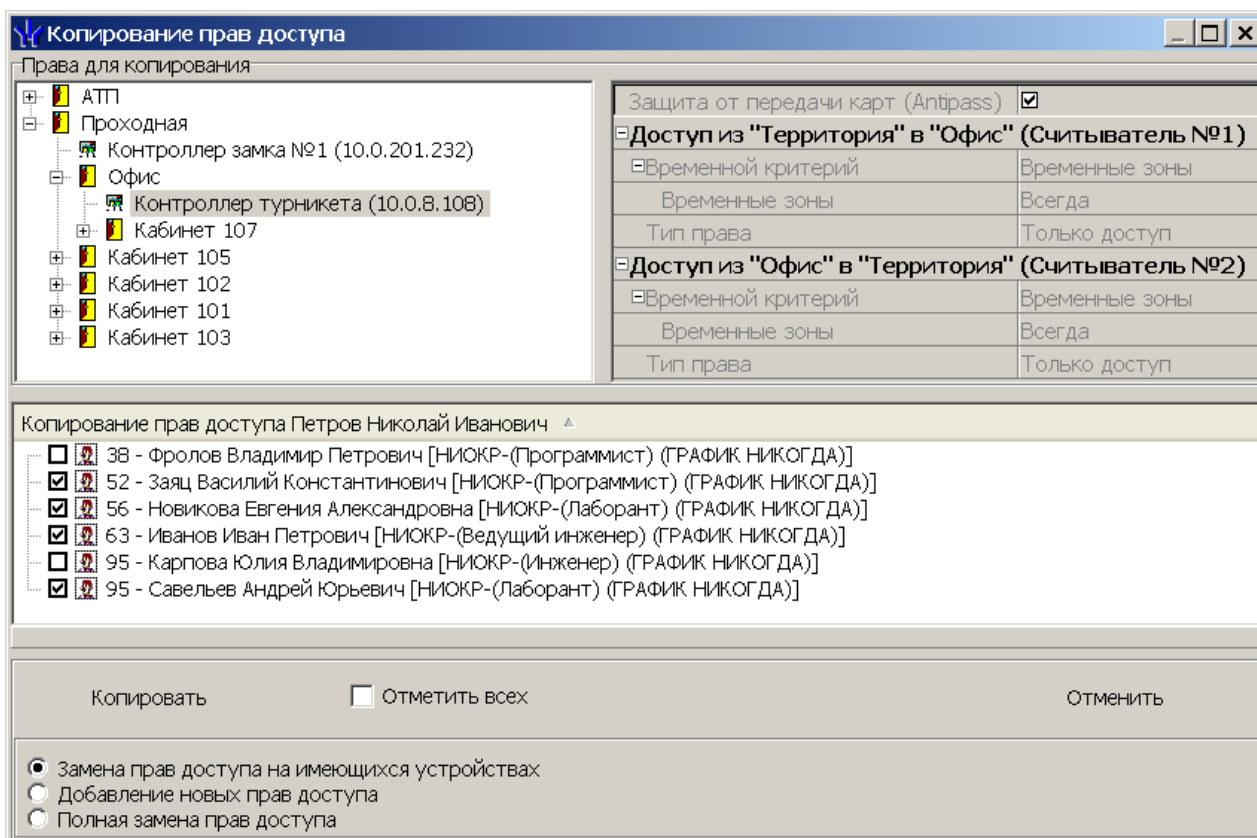 Копирование прав доступа
Права для копирования
АТП
Проходная
Контроллер замка №1 (10.0.201.232)
Офис
Контроллер турникета (10.0.8.108)
Кабинет 107
Кабинет 105
Кабинет 102
Кабинет 101
Кабинет 103
Защита от передачи карт (Antipass)
Доступ из "Территория" в "Офис" (Считыватель №1)
Временной критерий Временные зоны
Временные зоны Всегда
Тип права Только доступ
Доступ из "Офис" в "Территория" (Считыватель №2)
Временной критерий Временные зоны
Временные зоны Всегда
Тип права Только доступ
Копирование прав доступа Петров Николай Иванович
38 - Фролов Владимир Петрович [НИОКР-(Программист) (ГРАФИК НИКОГДА)]
52 - Заяц Василий Константинович [НИОКР-(Программист) (ГРАФИК НИКОГДА)]
56 - Новикова Евгения Александровна [НИОКР-(Лаборант) (ГРАФИК НИКОГДА)]
63 - Иванов Иван Петрович [НИОКР-(Ведущий инженер) (ГРАФИК НИКОГДА)]
95 - Карпова Юлия Владимировна [НИОКР-(Инженер) (ГРАФИК НИКОГДА)]
95 - Савельев Андрей Юрьевич [НИОКР-(Лаборант) (ГРАФИК НИКОГДА)]
Копировать Отметить всех Отменить
Замена прав доступа на имеющихся устройствах
Добавление новых прав доступа
Полная замена прав доступа